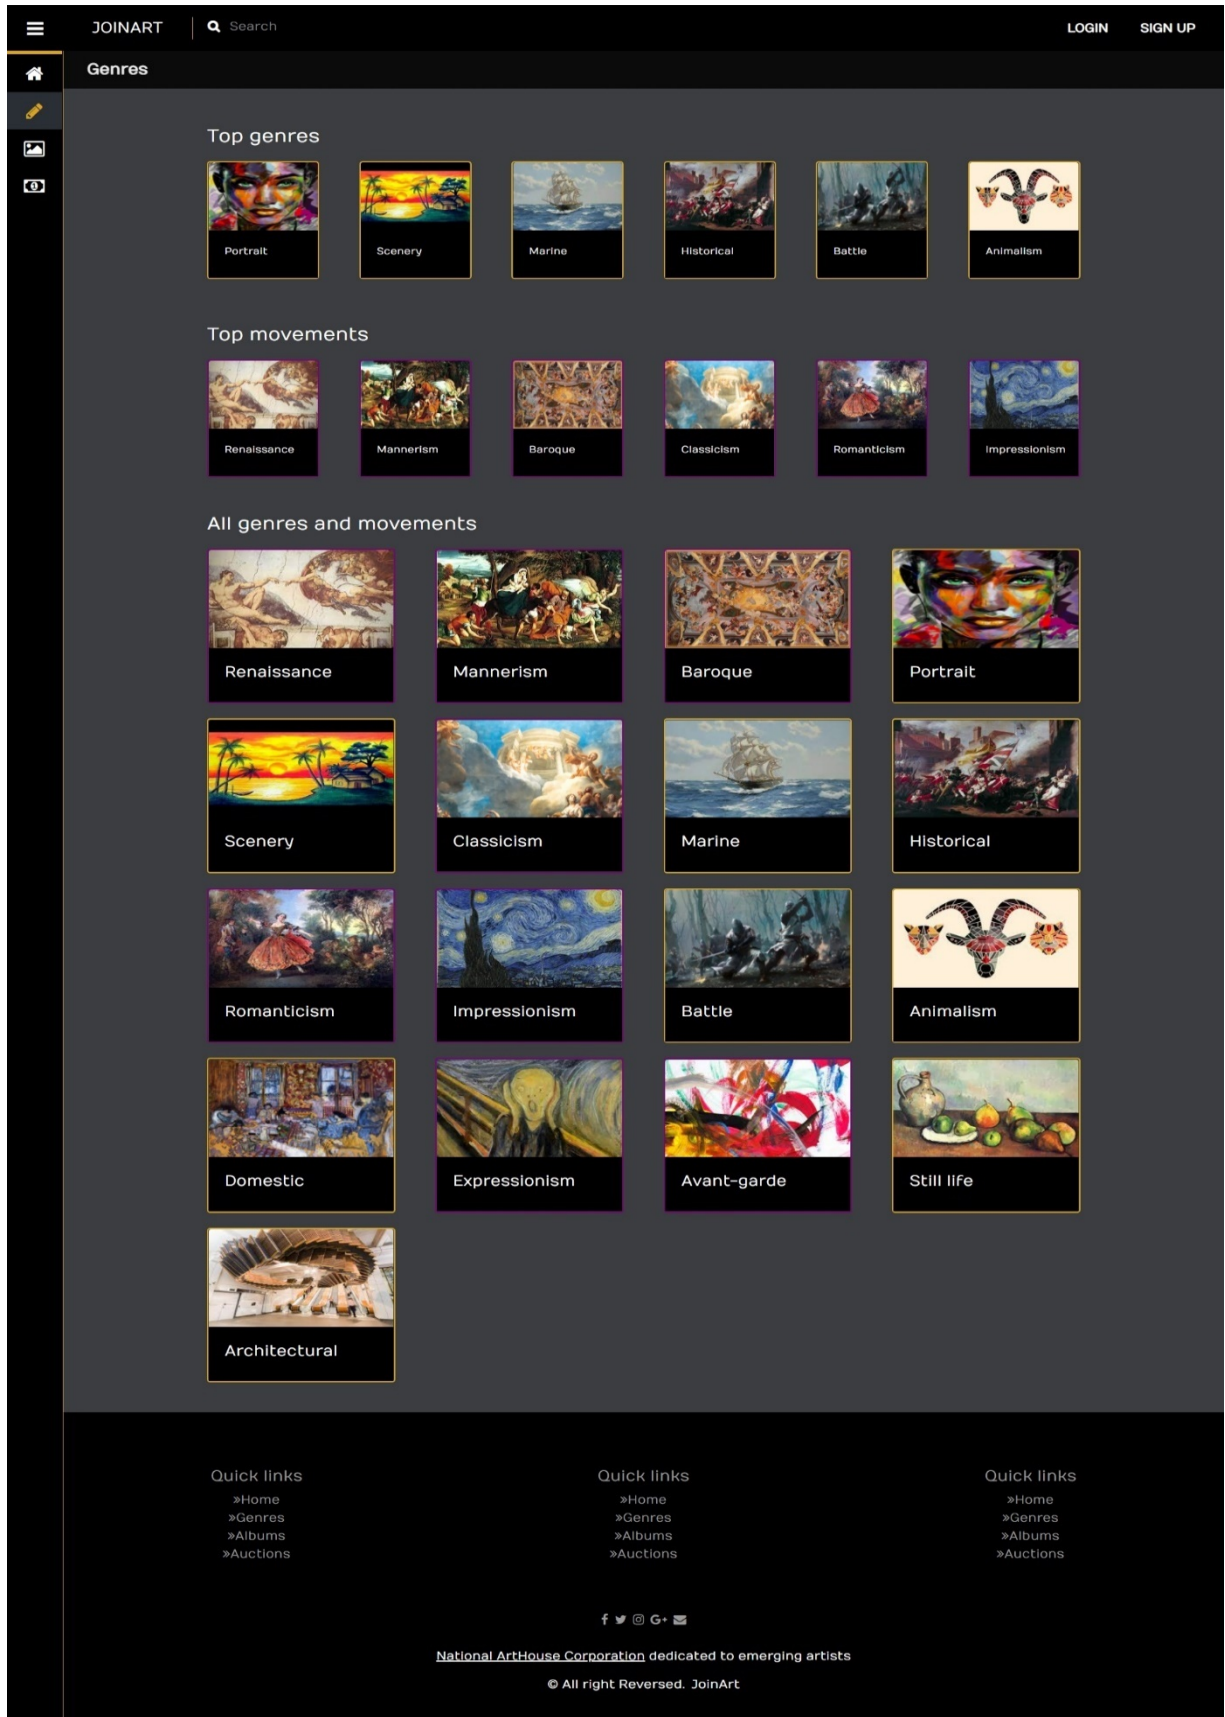 JOINART Search LOGIN SIGN UP
Genres
Top genres
Portrait Scenery Marine Historical Battle Animalism
Top movements
Renaissance Mannerism Baroque Classicism Romanticism Impressionism
All genres and movements
Renaissance Mannerism Baroque Portrait
Scenery Classicism Marine Historical
Romanticism Impressionism Battle Animalism
Domestic Expressionism Avant-garde Still life
Architectural
Quick links Quick links Quick links
»Home »Home »Home
»Genres »Genres »Genres
»Albums »Albums »Albums
»Auctions »Auctions »Auctions
National ArtHouse Corporation dedicated to emerging artists
© All right Reversed. JoinArt